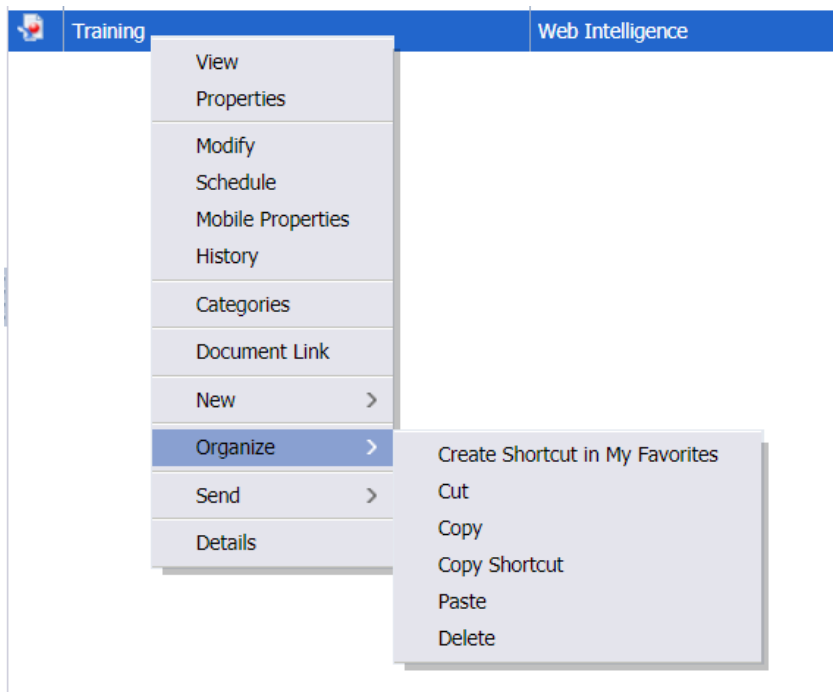 Training
Web Intelligence
View
Properties
Modify
Schedule
Mobile Properties
History
Categories
Document Link
New
Organize
Send
Details
Create Shortcut in My Favorites
Cut
Copy
Copy Shortcut
Paste
Delete